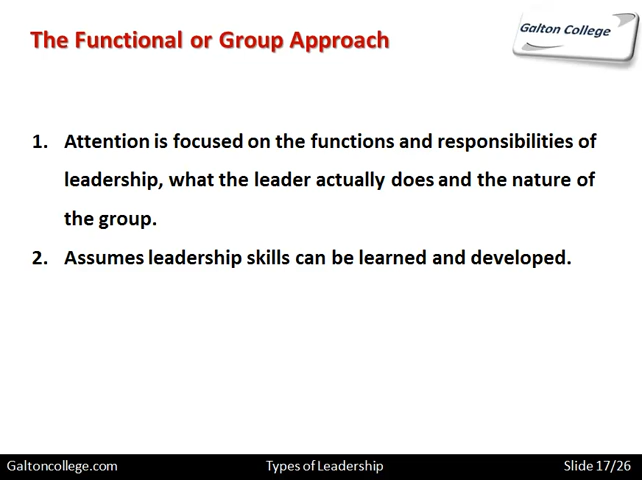 The Functional or Group Approach
Galton College
1. Attention is focused on the functions and responsibilities of
leadership, what the leader actually does and the nature of
the group.
2. Assumes leadership skills can be learned and developed.
Galtoncollege.com
Types of Leadership
Slide 17/26